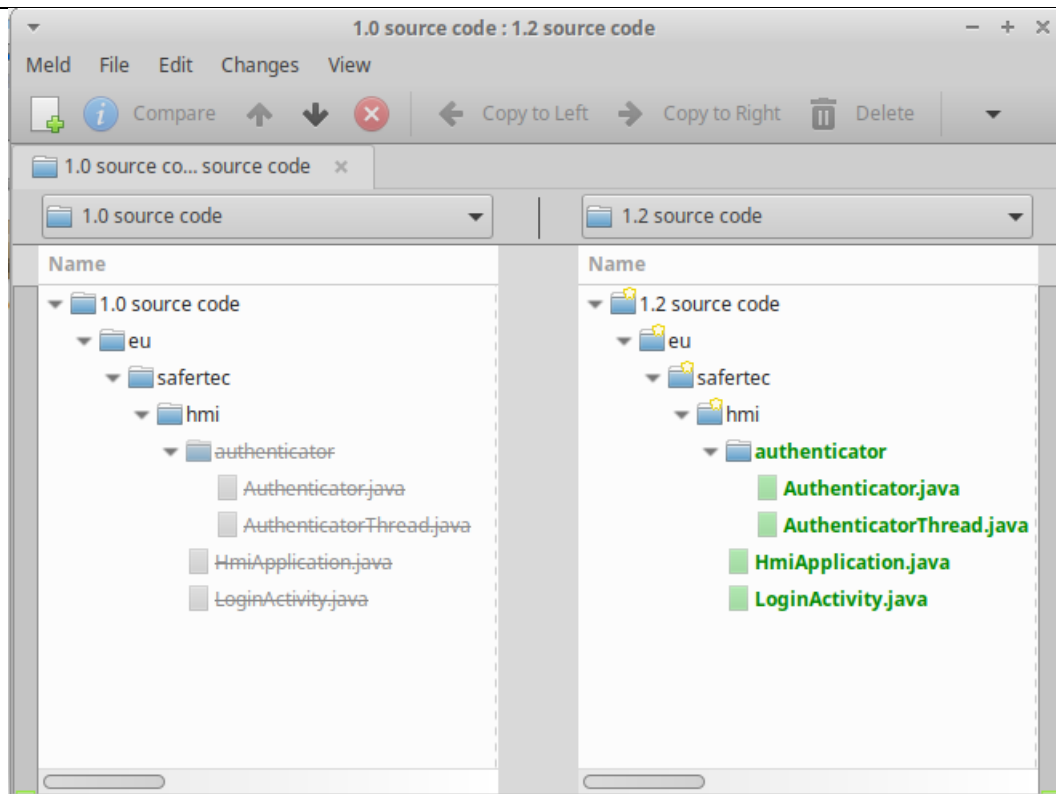 1.0 source code : 1.2 source code
Meld File Edit Changes View
Compare Copy to Left Copy to Right Delete
1.0 source co... source code
1.0 source code
1.2 source code
Name
1.0 source code
eu
safertec
hmi
authenticator
Authenticator.java
AuthenticatorThread.java
HmiApplication.java
LoginActivity.java
Name
1.2 source code
eu
safertec
hmi
authenticator
Authenticator.java
AuthenticatorThread.java
HmiApplication.java
LoginActivity.java